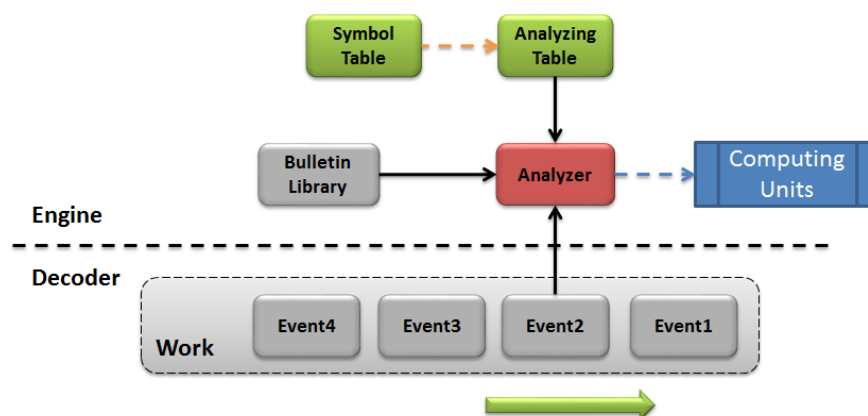 Symbol
Table
Analyzing
Table
Bulletin
Library
Analyzer
Computing
Units
Engine
Decoder
Work
Event4
Event3
Event2
Event1